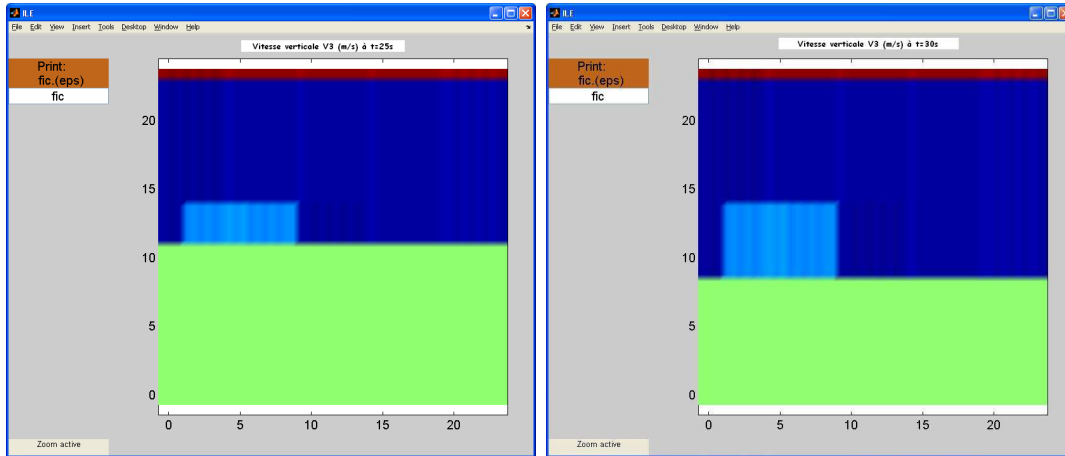 ILE
File Edit View Insert Tools Desktop Window Help
Vitesse verticale V3 (m/s) à t=25s
Print:
fic.(eps)
fic
20
15
10
5
0
0 5 10 15 20
Zoom active
ILE
File Edit View Insert Tools Desktop Window Help
Vitesse verticale V3 (m/s) à t=30s
Print:
fic.(eps)
fic
20
15
10
5
0
0 5 10 15 20
Zoom active